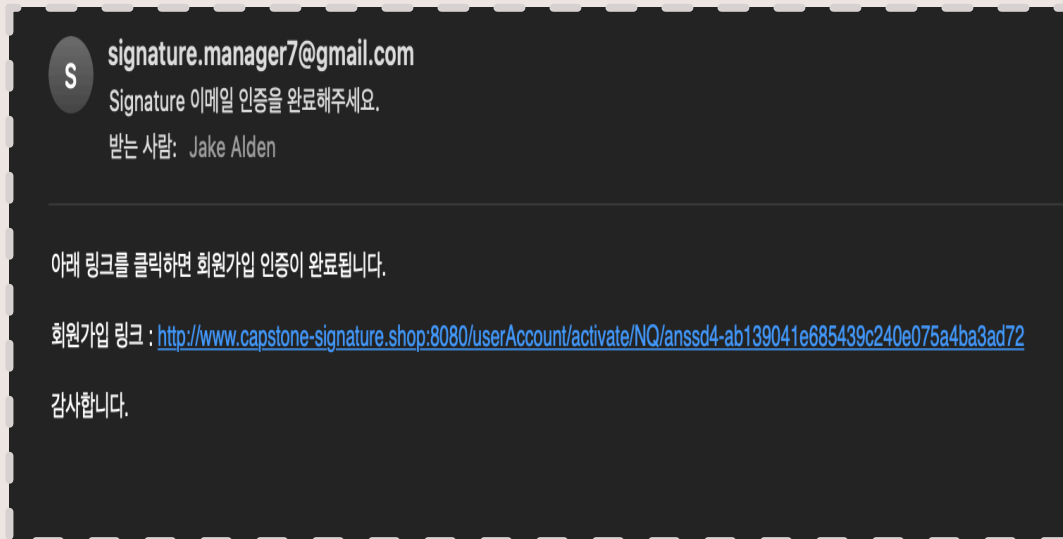 S
signature.manager7@gmail.com
Signature 이메일 인증을 완료해주세요.
받는 사람: Jake Alden
아래 링크를 클릭하면 회원가입 인증이 완료됩니다.
회원가입 링크 : http://www.capstone-signature.shop:8080/userAccount/activate/NQ/anssd4-ab139041e685439c240e075a4ba3ad72
감사합니다.